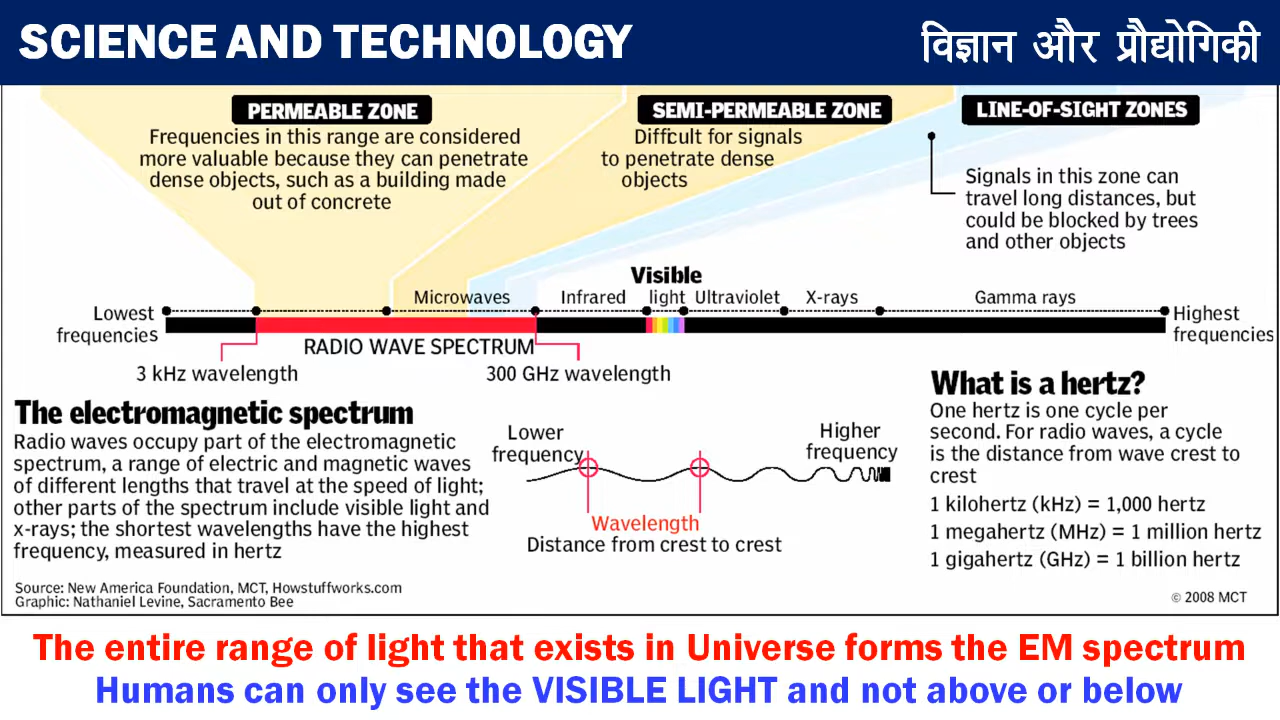 SCIENCE AND TECHNOLOGY
विज्ञान और प्रौद्योगिकी
PERMEABLE ZONE
Frequencies in this range are considered
more valuable because they can penetrate
dense objects, such as a building made
out of concrete
SEMI-PERMEABLE ZONE
Difficult for signals
to penetrate dense
objects
LINE-OF-SIGHT ZONES
Signals in this zone can
travel long distances, but
could be blocked by trees
and other objects
Lowest
frequencies
Microwaves
Infrared
Visible
light
Ultraviolet
X-rays
Gamma rays
Highest
frequencies
RADIO WAVE SPECTRUM
3 kHz wavelength
300 GHz wavelength
The electromagnetic spectrum
Radio waves occupy part of the electromagnetic
spectrum, a range of electric and magnetic waves
of different lengths that travel at the speed of light;
other parts of the spectrum include visible light and
x-rays; the shortest wavelengths have the highest
frequency, measured in hertz
Lower
frequency
Higher
frequency
Wavelength
Distance from crest to crest
What is a hertz?
One hertz is one cycle per
second. For radio waves, a cycle
is the distance from wave crest to
crest
1 kilohertz (kHz) = 1,000 hertz
1 megahertz (MHz) = 1 million hertz
1 gigahertz (GHz) = 1 billion hertz
Source: New America Foundation, MCT, Howstuffworks.com
Graphic: Nathaniel Levine, Sacramento Bee
© 2008 MCT
The entire range of light that exists in Universe forms the EM spectrum
Humans can only see the VISIBLE LIGHT and not above or below